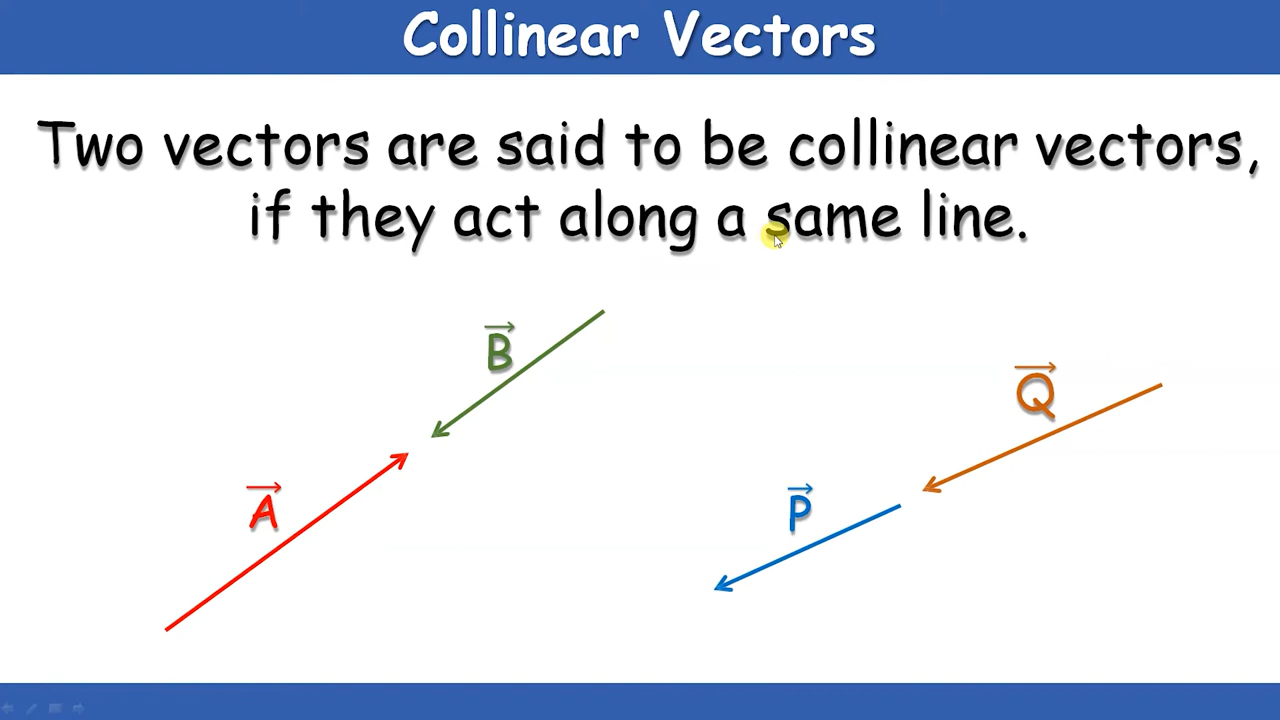 Collinear Vectors
Two vectors are said to be collinear vectors,
if they act along a same line.
B
Q
A
P